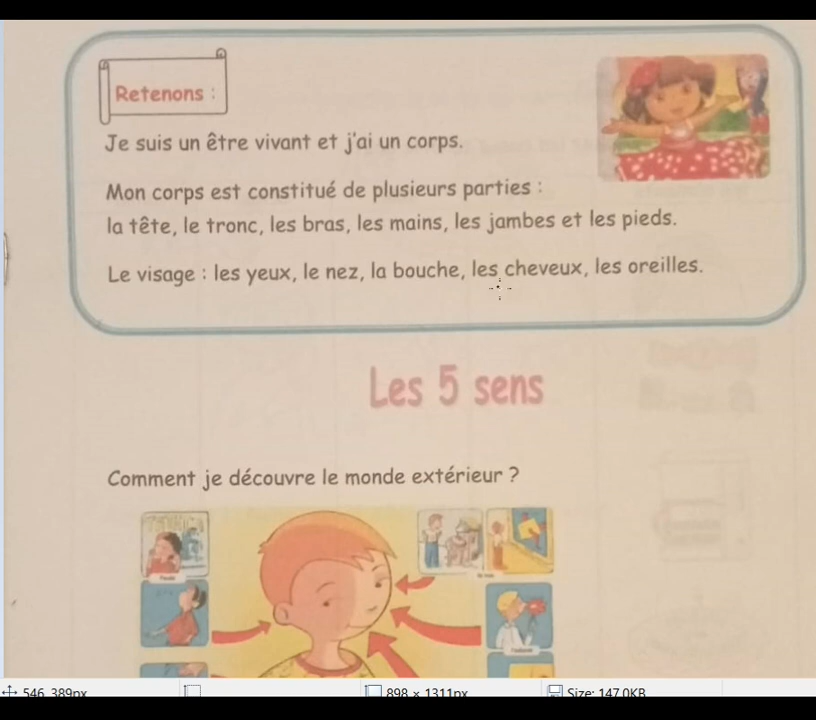 Retenons :
Je suis un être vivant et j'ai un corps.
Mon corps est constitué de plusieurs parties :
la tête, le tronc, les bras, les mains, les jambes et les pieds.
Le visage : les yeux, le nez, la bouche, les cheveux, les oreilles.
Les 5 sens
Comment je découvre le monde extérieur ?
546, 389px
898 × 1311px
Size: 147.0KB